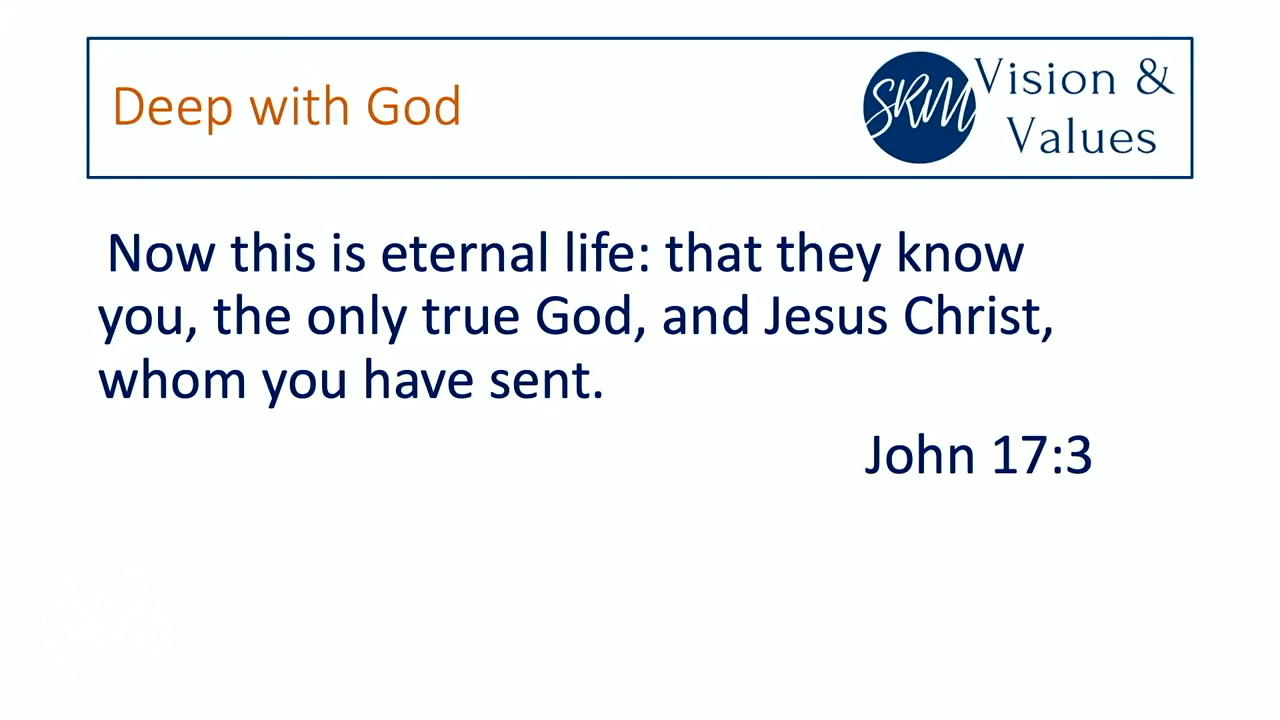 Deep with God
SRM
Vision &
Values
Now this is eternal life: that they know
you, the only true God, and Jesus Christ,
whom you have sent.
John 17:3